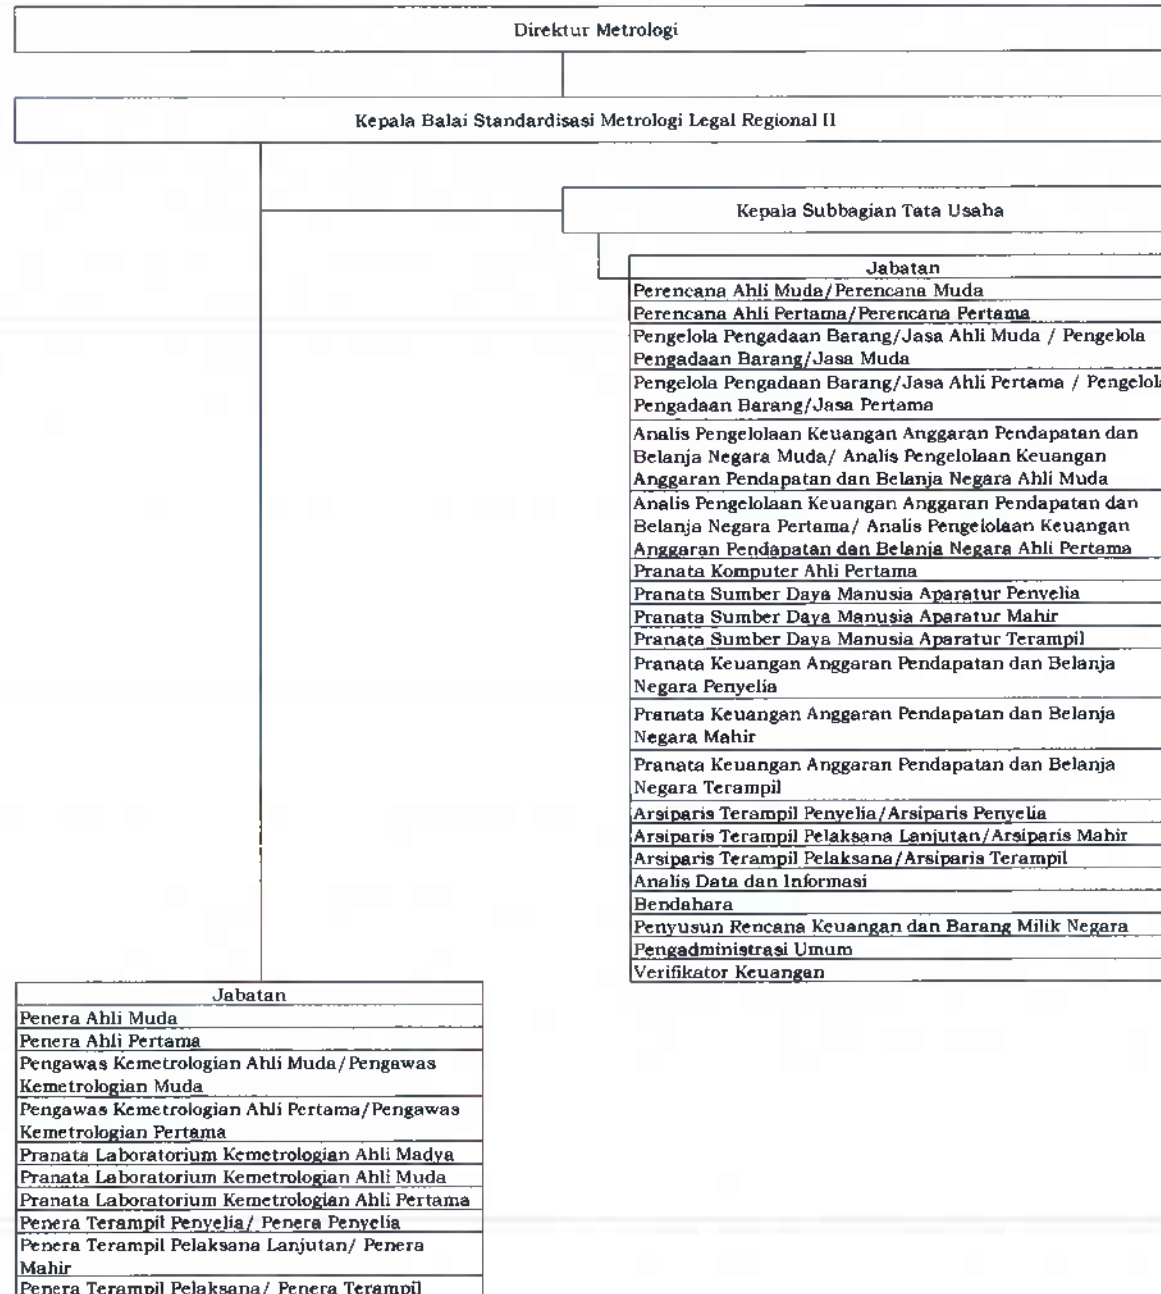 Direktur Metrologi
Kepala Balai Standardisasi Metrologi Legal Regional II
Kepala Subbagian Tata Usaha
Jabatan
Perencana Ahli Muda/Perencana Muda
Perencana Ahli Pertama/Perencana Pertama
Pengelola Pengadaan Barang/Jasa Ahli Muda / Pengelola
Pengadaan Barang/Jasa Muda
Pengelola Pengadaan Barang/Jasa Ahli Pertama / Pengelola
Pengadaan Barang/Jasa Pertama
Analis Pengelolaan Keuangan Anggaran Pendapatan dan
Belanja Negara Muda/ Analis Pengelolaan Keuangan
Anggaran Pendapatan dan Belanja Negara Ahli Muda
Analis Pengelolaan Keuangan Anggaran Pendapatan dan
Belanja Negara Pertama/ Analis Pengelolaan Keuangan
Anggaran Pendapatan dan Belanja Negara Ahli Pertama
Pranata Komputer Ahli Pertama
Pranata Sumber Daya Manusia Aparatur Penyelia
Pranata Sumber Daya Manusia Aparatur Mahir
Pranata Sumber Daya Manusia Aparatur Terampil
Pranata Keuangan Anggaran Pendapatan dan Belanja
Negara Penyelia
Pranata Keuangan Anggaran Pendapatan dan Belanja
Negara Mahir
Pranata Keuangan Anggaran Pendapatan dan Belanja
Negara Terampil
Arsiparis Terampil Penyelia/Arsiparis Penyelia
Arsiparis Terampil Pelaksana Lanjutan/Arsiparis Mahir
Arsiparis Terampil Pelaksana/Arsiparis Terampil
Analis Data dan Informasi
Bendahara
Penyusun Rencana Keuangan dan Barang Milik Negara
Pengadministrasi Umum
Verifikator Keuangan
Jabatan
Penera Ahli Muda
Penera Ahli Pertama
Pengawas Kemetrologian Ahli Muda/Pengawas
Kemetrologian Muda
Pengawas Kemetrologian Ahli Pertama/Pengawas
Kemetrologian Pertama
Pranata Laboratorium Kemetrologian Ahli Madya
Pranata Laboratorium Kemetrologian Ahli Muda
Pranata Laboratorium Kemetrologian Ahli Pertama
Penera Terampil Penyelia/ Penera Penyelia
Penera Terampil Pelaksana Lanjutan/ Penera
Mahir
Penera Terampil Pelaksana/ Penera Terampil